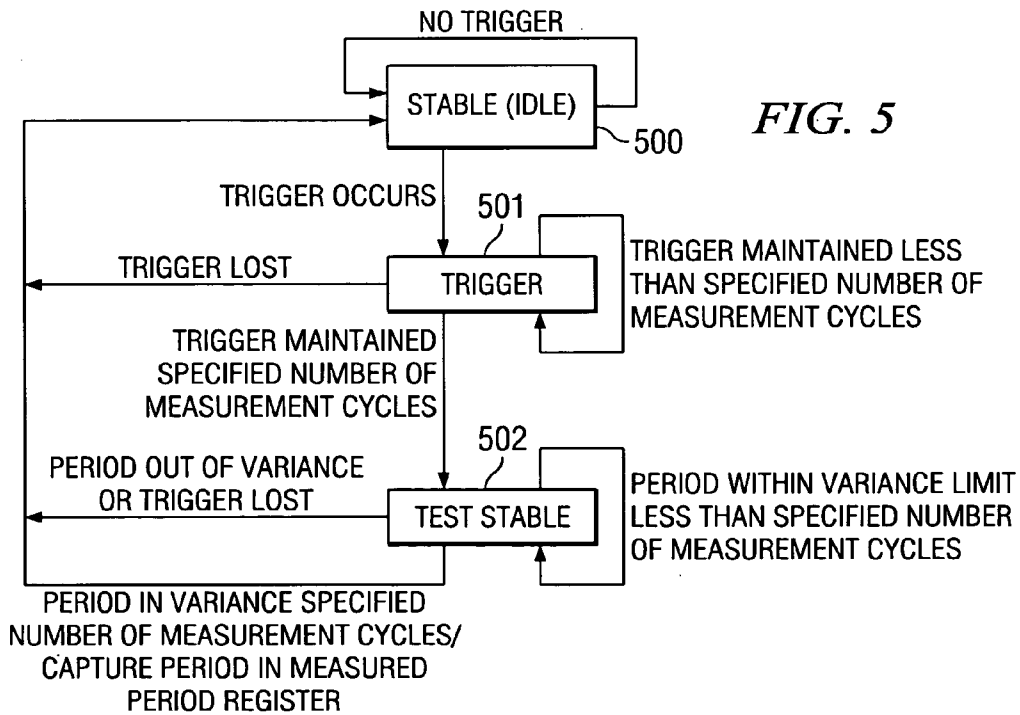 NO TRIGGER
STABLE (IDLE)
FIG. 5
500
TRIGGER OCCURS
501
TRIGGER LOST
TRIGGER
TRIGGER MAINTAINED LESS
THAN SPECIFIED NUMBER OF
MEASUREMENT CYCLES
TRIGGER MAINTAINED
SPECIFIED NUMBER OF
MEASUREMENT CYCLES
502
PERIOD OUT OF VARIANCE
OR TRIGGER LOST
TEST STABLE
PERIOD WITHIN VARIANCE LIMIT
LESS THAN SPECIFIED NUMBER
OF MEASUREMENT CYCLES
PERIOD IN VARIANCE SPECIFIED
NUMBER OF MEASUREMENT CYCLES/
CAPTURE PERIOD IN MEASURED
PERIOD REGISTER